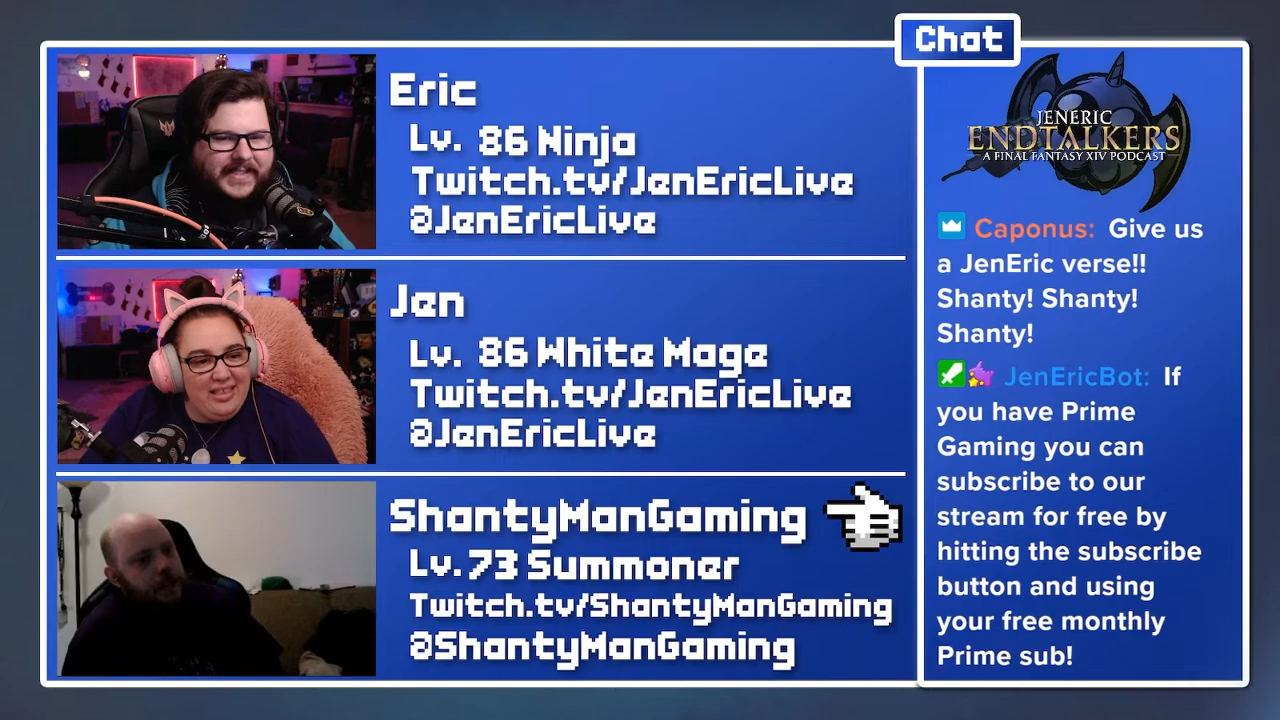 Chat
Eric
Lv. 86 Ninja
Twitch.tv/JenEricLive
@JenEricLive
Jen
Lv. 86 White Mage
Twitch.tv/JenEricLive
@JenEricLive
ShantyManGaming
Lv. 73 Summoner
Twitch.tv/ShantyManGaming
@ShantyManGaming
JENERIC
ENDTALKERS
A FINAL FANTASY XIV PODCAST
Caponus: Give us
a JenEric verse!!
Shanty! Shanty!
Shanty!
JenEricBot: If
you have Prime
Gaming you can
subscribe to our
stream for free by
hitting the subscribe
button and using
your free monthly
Prime sub!